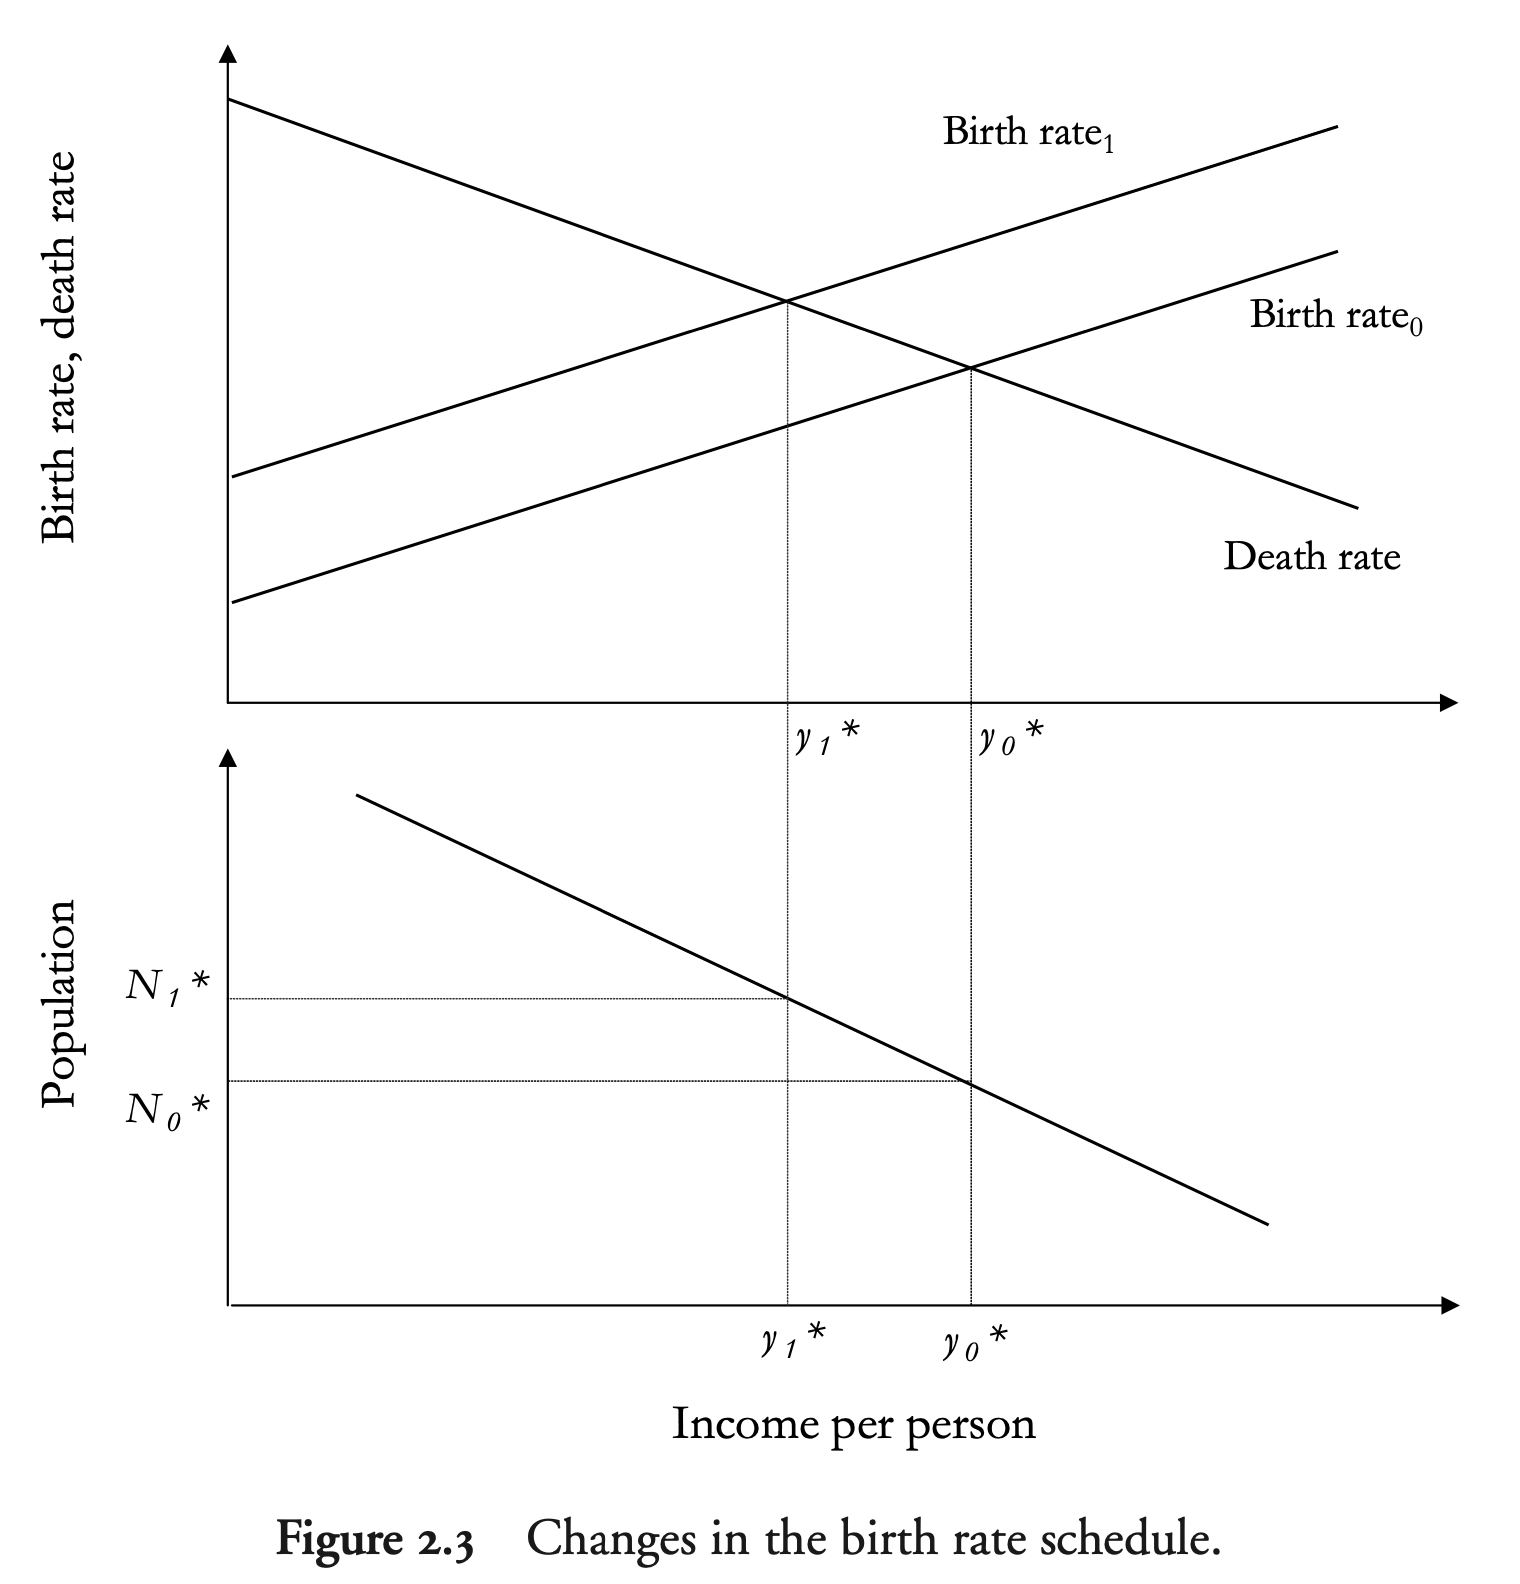 Birth rate, death rate
Birth rate₁
Birth rate₀
Death rate
y₁*
y₀*
Population
N₁*
N₀*
y₁*
y₀*
Income per person
Figure 2.3 Changes in the birth rate schedule.